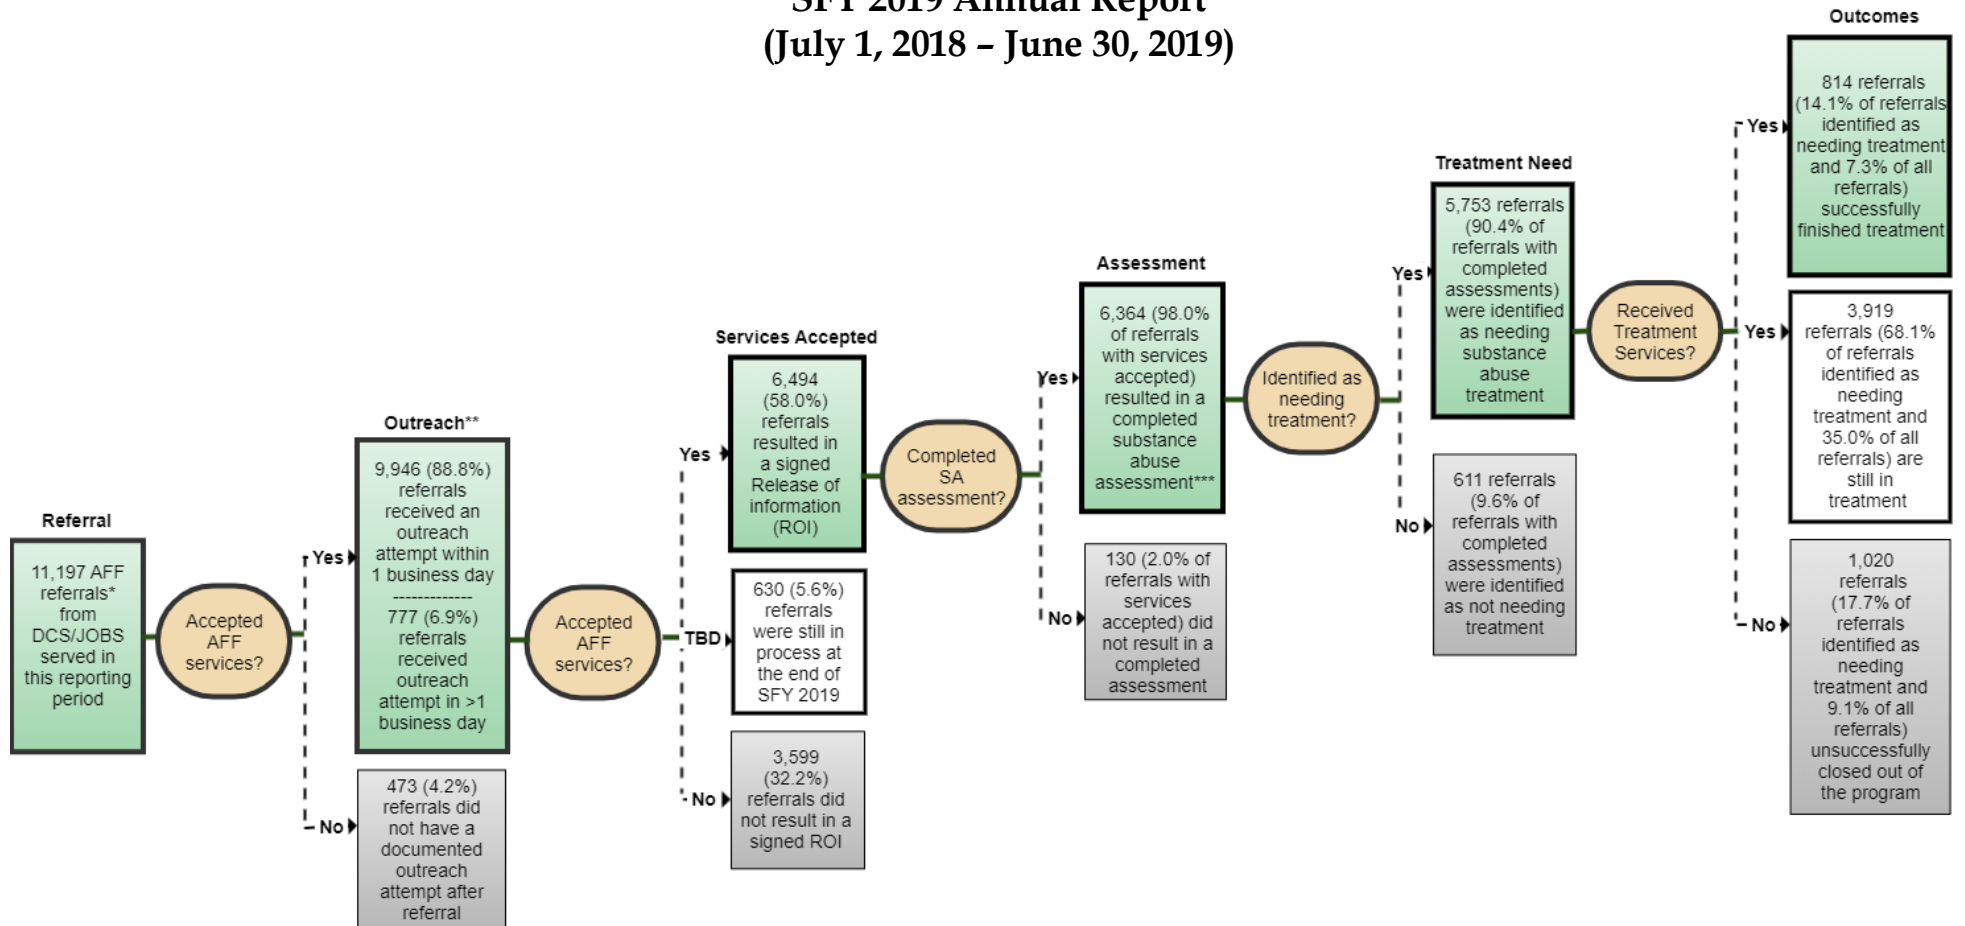 SFY 2019 Annual Report
(July 1, 2018 – June 30, 2019)
Referral
11,197 AFF
referrals*
from
DCS/JOBS
served in
this reporting
period
Accepted
AFF
services?
Yes
No
Outreach**
9,946 (88.8%)
referrals
received an
outreach
attempt within
1 business day
-------------
777 (6.9%)
referrals
received
outreach
attempt in >1
business day
473 (4.2%)
referrals did
not have a
documented
outreach
attempt after
referral
Accepted
AFF
services?
Yes
TBD
No
Services Accepted
6,494
(58.0%)
referrals
resulted in
a signed
Release of
information
(ROI)
630 (5.6%)
referrals
were still in
process at
the end of
SFY 2019
3,599
(32.2%)
referrals did
not result in a
signed ROI
Completed
SA
assessment?
Yes
No
Assessment
6,364 (98.0%
of referrals
with services
accepted)
resulted in a
completed
substance
abuse
assessment***
130 (2.0% of
referrals with
services
accepted) did
not result in a
completed
assessment
Identified as
needing
treatment?
Yes
No
Treatment Need
5,753 referrals
(90.4% of
referrals with
completed
assessments)
were identified
as needing
substance
abuse
treatment
611 referrals
(9.6% of
referrals with
completed
assessments)
were identified
as not needing
treatment
Received
Treatment
Services?
Yes
Yes
No
Outcomes
814 referrals
(14.1% of referrals
identified as
needing treatment
and 7.3% of all
referrals)
successfully
finished treatment
3,919
referrals (68.1%
of referrals
identified as
needing
treatment and
35.0% of all
referrals) are
still in
treatment
1,020
referrals
(17.7% of
referrals
identified as
needing
treatment and
9.1% of all
referrals)
unsuccessfully
closed out of
the program